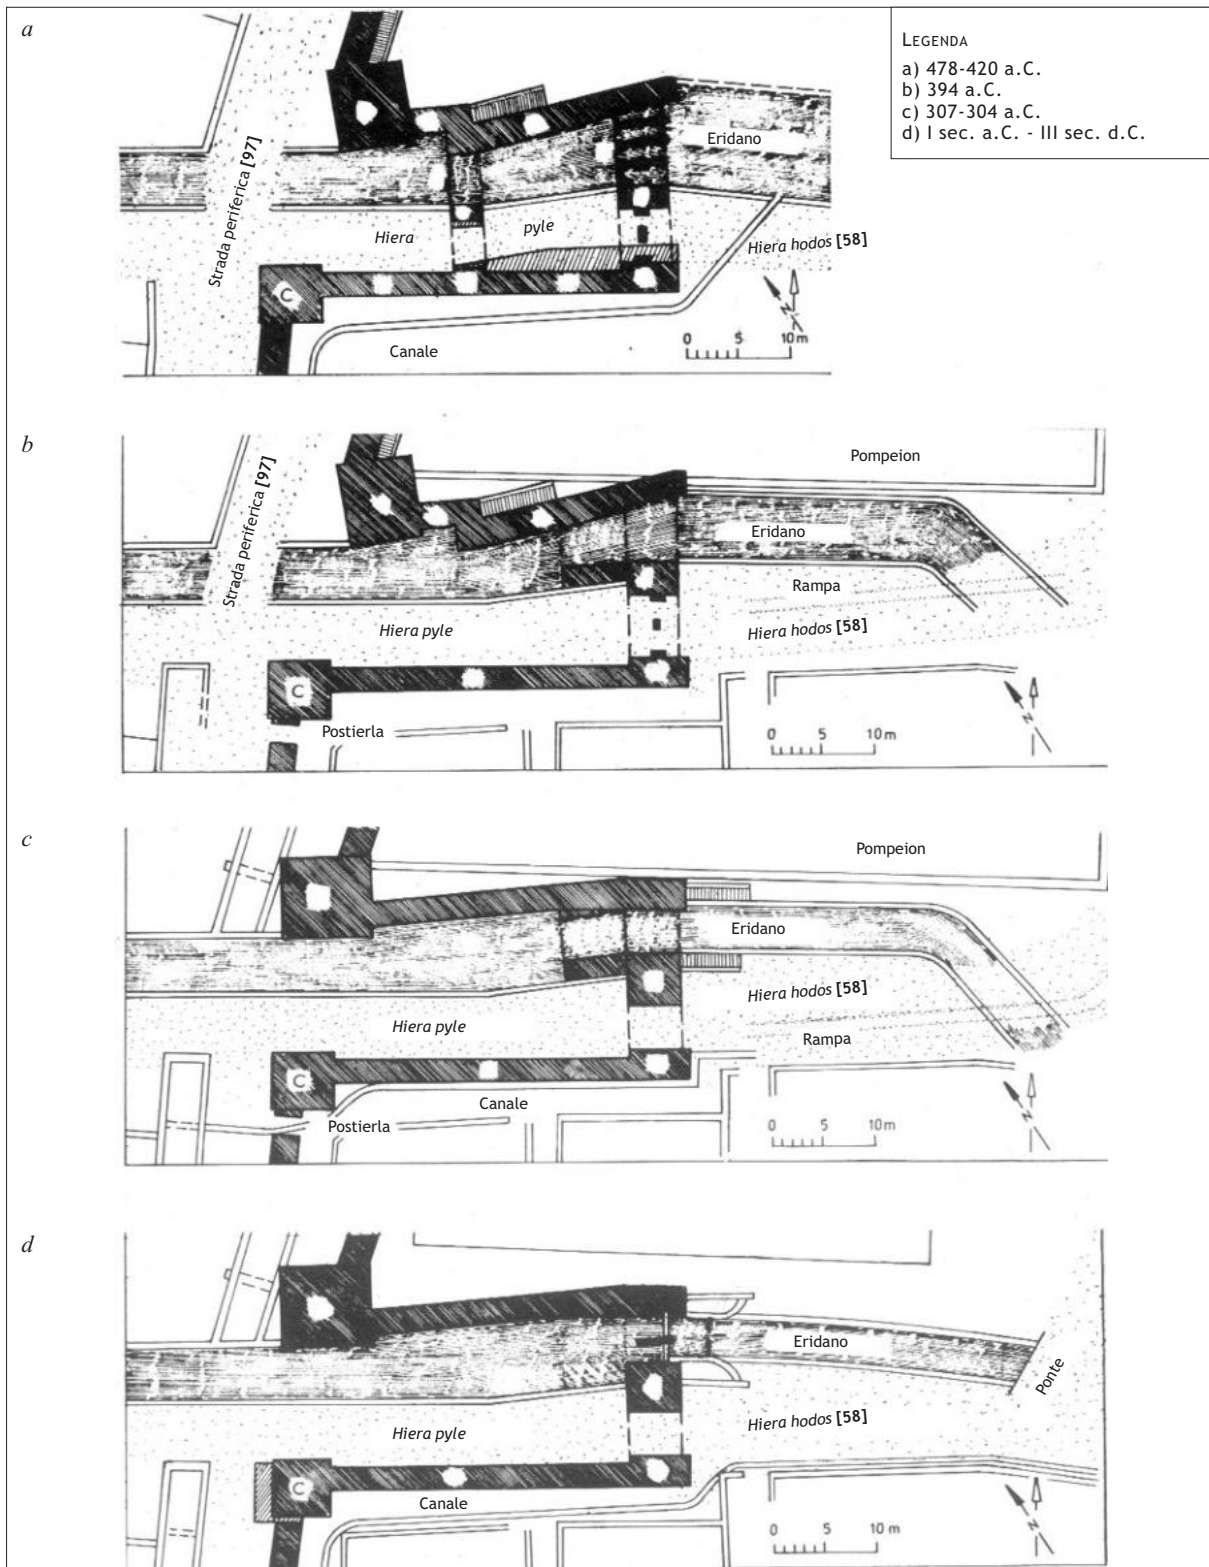 a
LEGENDA
a) 478-420 a.C.
b) 394 a.C.
c) 307-304 a.C.
d) I sec. a.C. - III sec. d.C.
Strada periferica [97]
Eridano
Hiera pyle
Hiera hodos [58]
C
Canale
N
0 5 10 m
b
Strada periferica [97]
Pompeion
Eridano
Rampa
Hiera pyle
Hiera hodos [58]
C
Postierla
N
0 5 10 m
c
Pompeion
Eridano
Hiera hodos [58]
Hiera pyle
Rampa
C
Canale
Postierla
N
0 5 10 m
d
Eridano
Ponte
Hiera pyle
Hiera hodos [58]
C
Canale
N
0 5 10 m